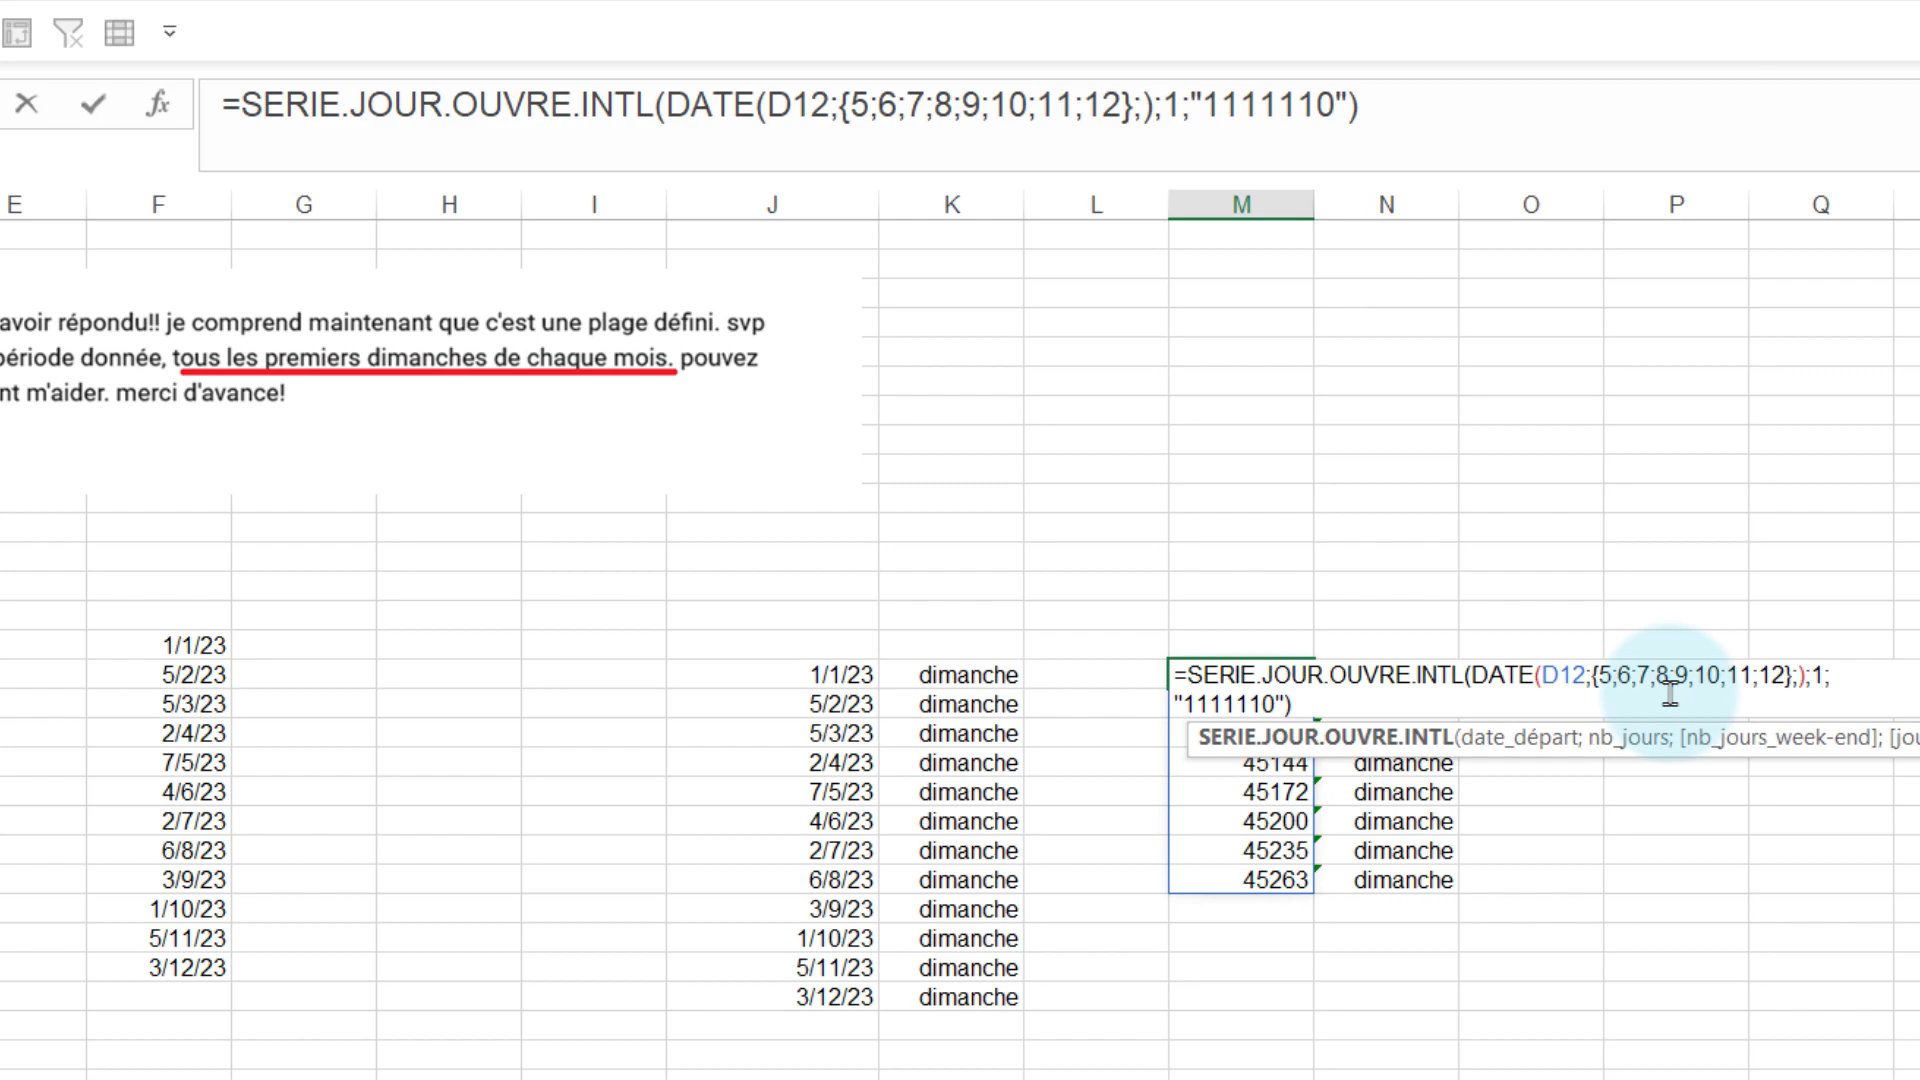 fx =SERIE.JOUR.OUVRE.INTL(DATE(D12;{5;6;7;8;9;10;11;12};);1;"1111110")
E F G H I J K L M N O P Q
avoir répondu!! je comprend maintenant que c'est une plage défini. svp
période donnée, tous les premiers dimanches de chaque mois. pouvez
nt m'aider. merci d'avance!
1/1/23
5/2/23 1/1/23 dimanche =SERIE.JOUR.OUVRE.INTL(DATE(D12;{5;6;7;8;9;10;11;12};);1;
5/3/23 5/2/23 dimanche "1111110")
2/4/23 5/3/23 dimanche SERIE.JOUR.OUVRE.INTL(date_départ; nb_jours; [nb_jours_week-end]; [jou
7/5/23 2/4/23 dimanche 45144 dimanche
4/6/23 7/5/23 dimanche 45172 dimanche
2/7/23 4/6/23 dimanche 45200 dimanche
6/8/23 2/7/23 dimanche 45235 dimanche
3/9/23 6/8/23 dimanche 45263 dimanche
1/10/23 3/9/23 dimanche
5/11/23 1/10/23 dimanche
3/12/23 5/11/23 dimanche
3/12/23 dimanche